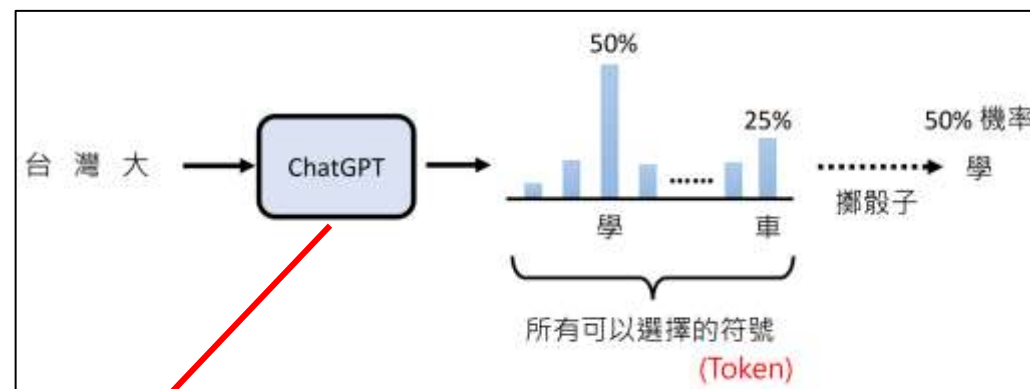 50%
25%
50% 機率
台 灣 大
ChatGPT
......
學
擲骰子
學
車
所有可以選擇的符號
(Token)